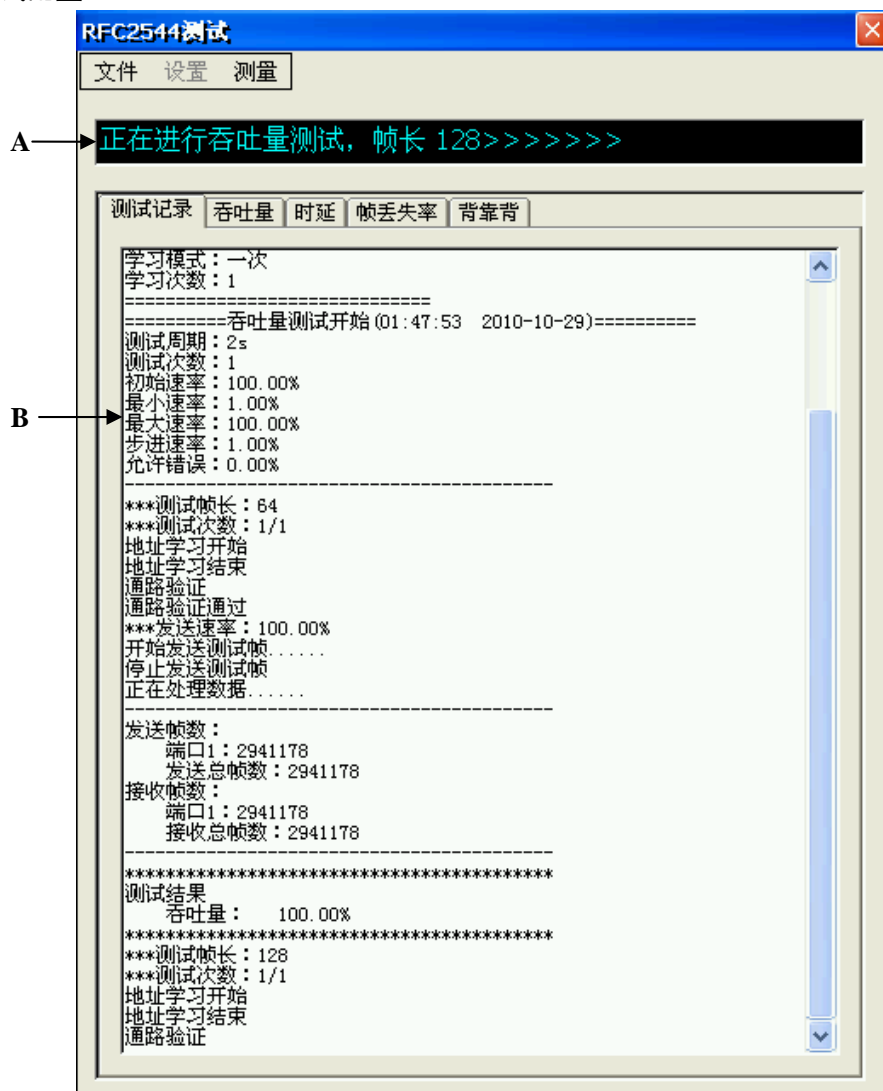 RFC2544测试
文件 设置 测量
A
正在进行吞吐量测试，帧长 128>>>>>>>
测试记录 吞吐量 时延 帧丢失率 背靠背
学习模式：一次
学习次数：1
==============================
==========吞吐量测试开始(01:47:53 2010-10-29)==========
测试周期：2s
测试次数：1
初始速率：100.00%
最小速率：1.00%
B
最大速率：100.00%
步进速率：1.00%
允许错误：0.00%
------------------------------------------
***测试帧长：64
***测试次数：1/1
地址学习开始
地址学习结束
通路验证
通路验证通过
***发送速率：100.00%
开始发送测试帧......
停止发送测试帧
正在处理数据......
------------------------------------------
发送帧数：
端口1：2941178
发送总帧数：2941178
接收帧数：
端口1：2941178
接收总帧数：2941178
------------------------------------------
******************************************
测试结果
吞吐量： 100.00%
******************************************
***测试帧长：128
***测试次数：1/1
地址学习开始
地址学习结束
通路验证